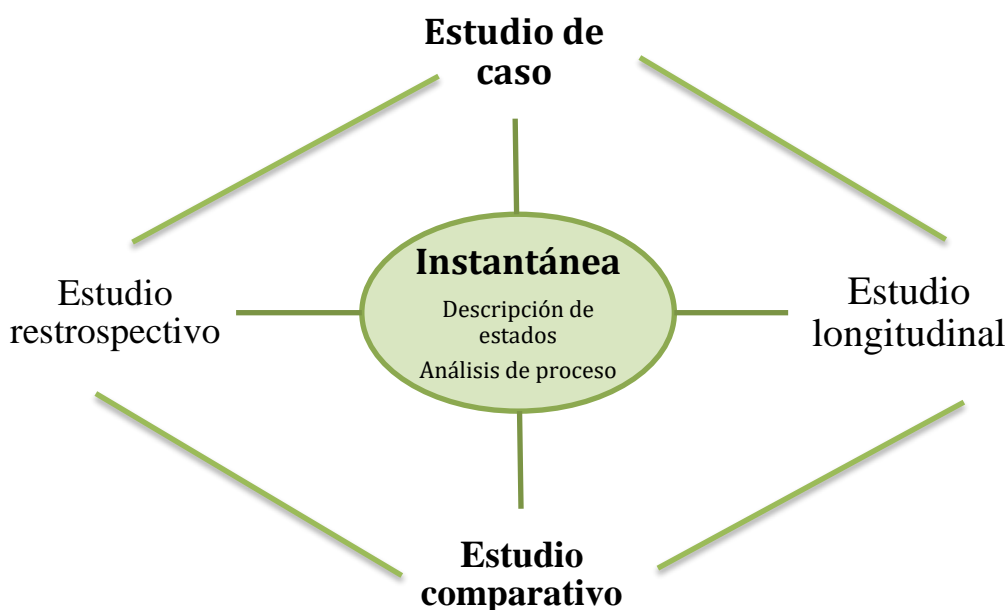 Estudio de
caso
Instantánea
Descripción de
estados
Análisis de proceso
Estudio
restrospectivo
Estudio
longitudinal
Estudio
comparativo